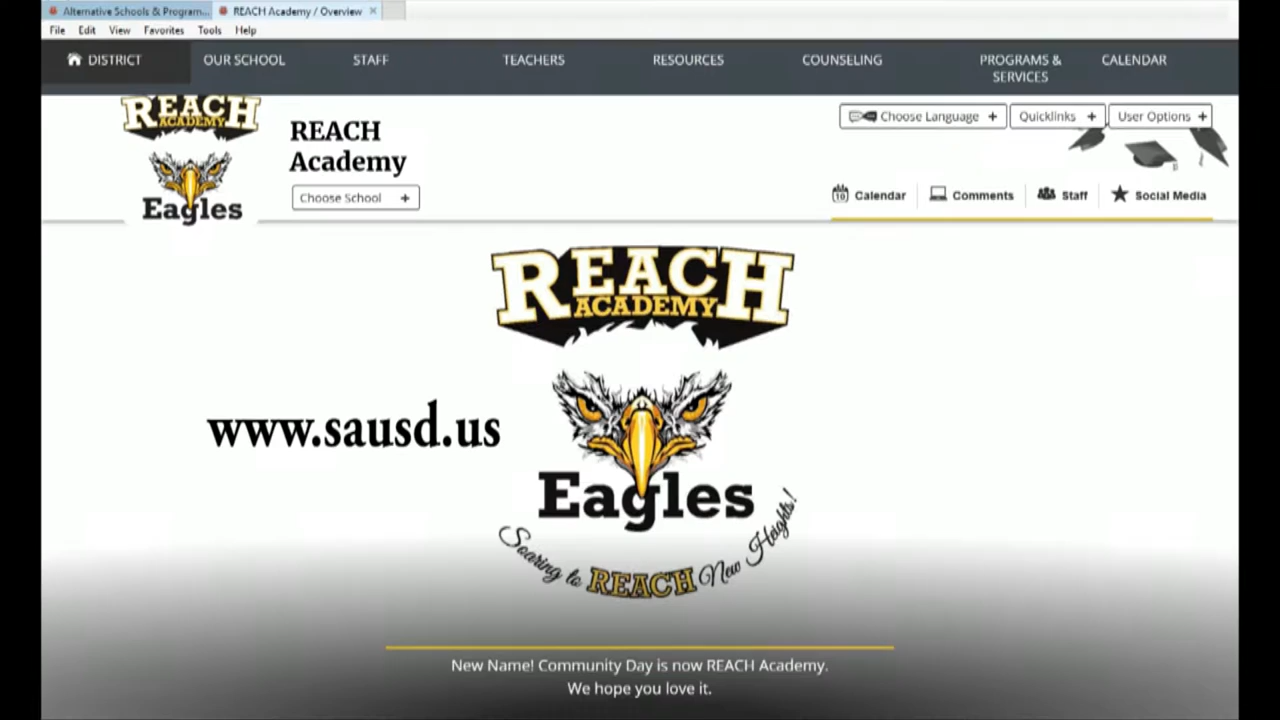 Alternative Schools & Program...
REACH Academy / Overview
File Edit View Favorites Tools Help
DISTRICT
OUR SCHOOL
STAFF
TEACHERS
RESOURCES
COUNSELING
PROGRAMS &
SERVICES
CALENDAR
REACH
ACADEMY
Eagles
REACH
Academy
Choose School +
Choose Language +
Quicklinks +
User Options +
10 Calendar
Comments
Staff
Social Media
REACH
ACADEMY
www.sausd.us
Eagles
Soaring to REACH New Heights!
New Name! Community Day is now REACH Academy.
We hope you love it.